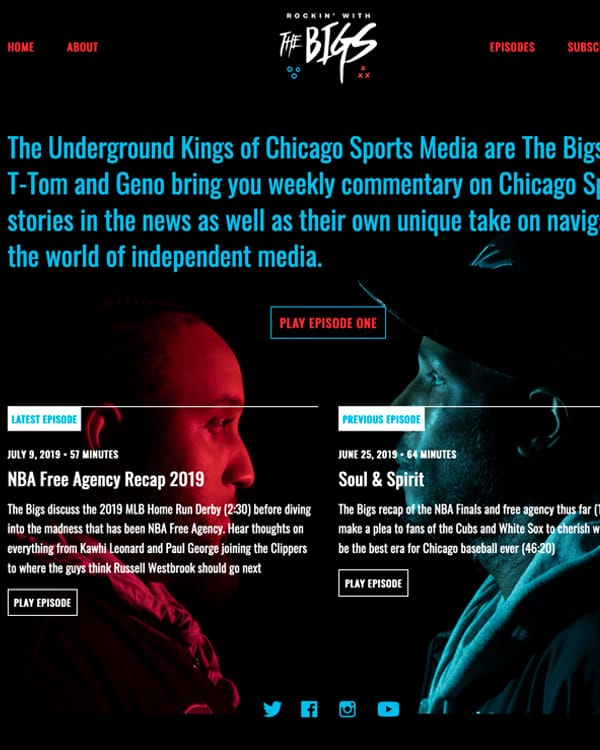 ROCKIN' WITH
THE BIGS
HOME ABOUT EPISODES SUBSC
The Underground Kings of Chicago Sports Media are The Bigs
T-Tom and Geno bring you weekly commentary on Chicago Sp
stories in the news as well as their own unique take on navig
the world of independent media.
PLAY EPISODE ONE
LATEST EPISODE
JULY 9, 2019 • 57 MINUTES
NBA Free Agency Recap 2019
The Bigs discuss the 2019 MLB Home Run Derby (2:30) before diving
into the madness that has been NBA Free Agency. Hear thoughts on
everything from Kawhi Leonard and Paul George joining the Clippers
to where the guys think Russell Westbrook should go next
PLAY EPISODE
PREVIOUS EPISODE
JUNE 25, 2019 • 64 MINUTES
Soul & Spirit
The Bigs recap of the NBA Finals and free agency thus far (1
make a plea to fans of the Cubs and White Sox to cherish w
be the best era for Chicago baseball ever (46:20)
PLAY EPISODE